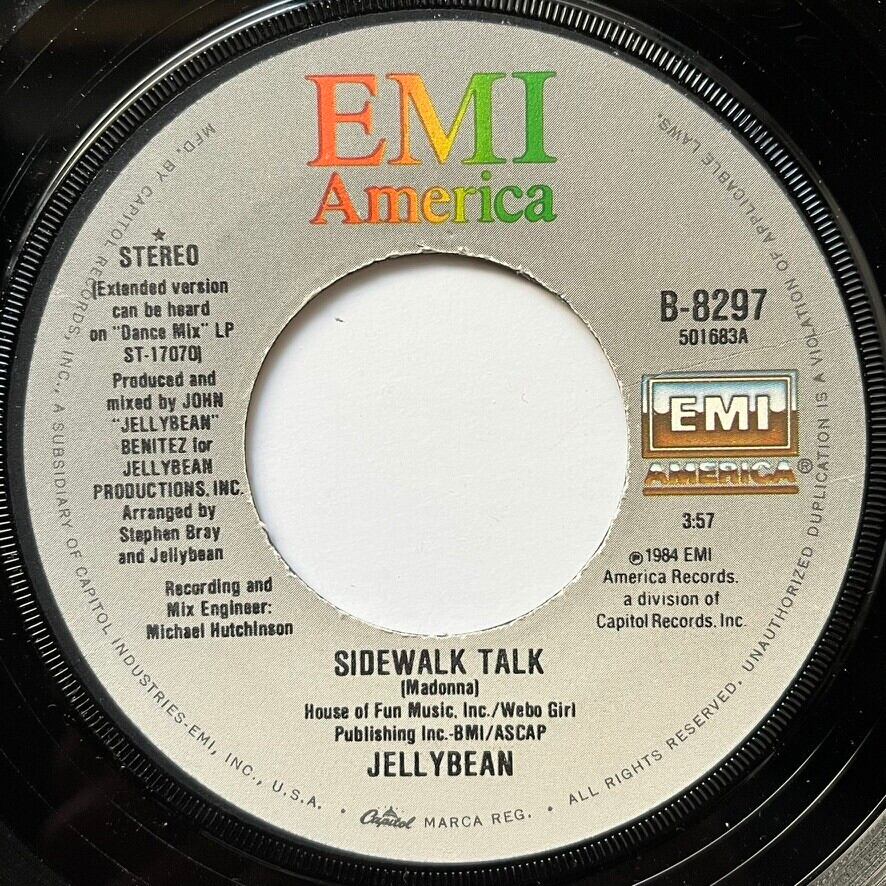 EMI
America
STEREO
(Extended version
can be heard
on "Dance Mix" LP
ST-17070)
Produced and
mixed by JOHN
"JELLYBEAN"
BENITEZ for
JELLYBEAN
PRODUCTIONS, INC.
Arranged by
Stephen Bray
and Jellybean
Recording and
Mix Engineer:
Michael Hutchinson
B-8297
501683A
EMI
AMERICA®
3:57
℗1984 EMI
America Records.
a division of
Capitol Records, Inc.
SIDEWALK TALK
(Madonna)
House of Fun Music, Inc./Webo Girl
Publishing Inc.-BMI/ASCAP
JELLYBEAN
MFD. BY CAPITOL RECORDS, INC., A SUBSIDIARY OF CAPITOL INDUSTRIES-EMI, INC., U.S.A. · Capitol MARCA REG. · ALL RIGHTS RESERVED, UNAUTHORIZED DUPLICATION IS A VIOLATION OF APPLICABLE LAWS.